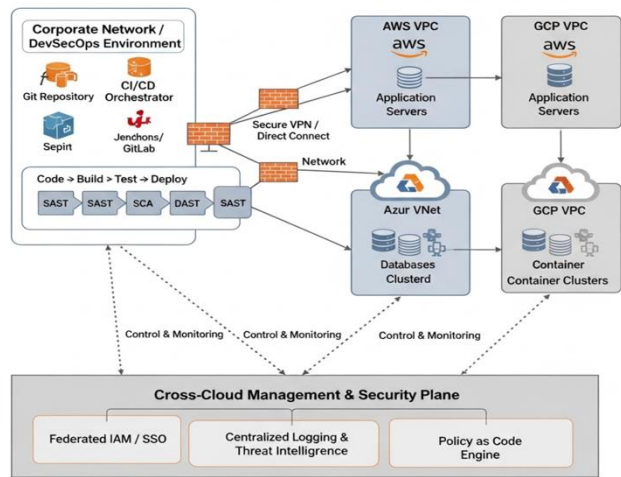 Corporate Network /
DevSecOps Environment
Git Repository
CI/CD
Orchestrator
Sepirt
Jenchons/
GitLab
Code → Build > Test → Deploy
SAST
SAST
SCA
DAST
SAST
Secure VPN /
Direct Connect
Network
AWS VPC
aws
Application
Servers
GCP VPC
aws
Application
Servers
Azur VNet
Databases
Clusterd
GCP VPC
Container
Container Clusters
Control & Monitoring
Control & Monitoring
Control & Monitoring
Cross-Cloud Management & Security Plane
Federated IAM / SSO
Centralized Logging &
Threat Intelligrence
Policy as Code
Engine